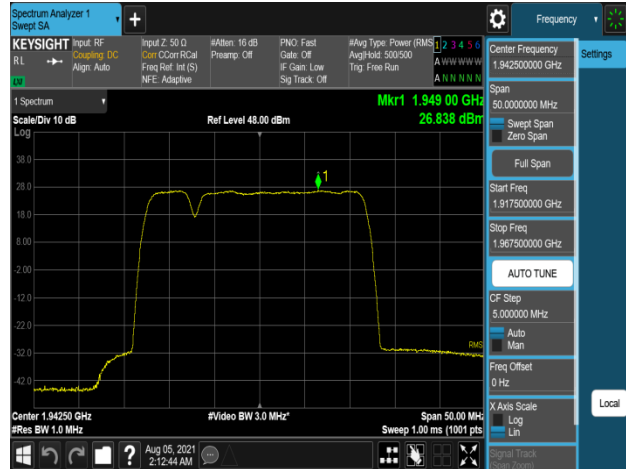 Spectrum Analyzer 1
Swept SA
+
Frequency
KEYSIGHT
RL
LXI
Input: RF
Coupling: DC
Align: Auto
Input Z: 50 Ω
Corr CCorr RCal
Freq Ref: Int (S)
NFE: Adaptive
#Atten: 16 dB
Preamp: Off
PNO: Fast
Gate: Off
IF Gain: Low
Sig Track: Off
#Avg Type: Power (RMS
Avg|Hold: 500/500
Trig: Free Run
1 2 3 4 5 6
A W W W W W
A N N N N N
1 Spectrum
Scale/Div 10 dB
Ref Level 48.00 dBm
Mkr1 1.949 00 GHz
26.838 dBm
Log
38.0
28.0
18.0
8.00
-2.00
-12.0
-22.0
-32.0
-42.0
1
RMS
Center 1.94250 GHz
#Res BW 1.0 MHz
#Video BW 3.0 MHz*
Span 50.00 MHz
Sweep 1.00 ms (1001 pts
?
Aug 05, 2021
2:12:44 AM
Center Frequency
1.942500000 GHz
Settings
Span
50.0000000 MHz
Swept Span
Zero Span
Full Span
Start Freq
1.917500000 GHz
Stop Freq
1.967500000 GHz
AUTO TUNE
CF Step
5.000000 MHz
Auto
Man
Freq Offset
0 Hz
X Axis Scale
Log
Lin
Local
Signal Track
(Span Zoom)